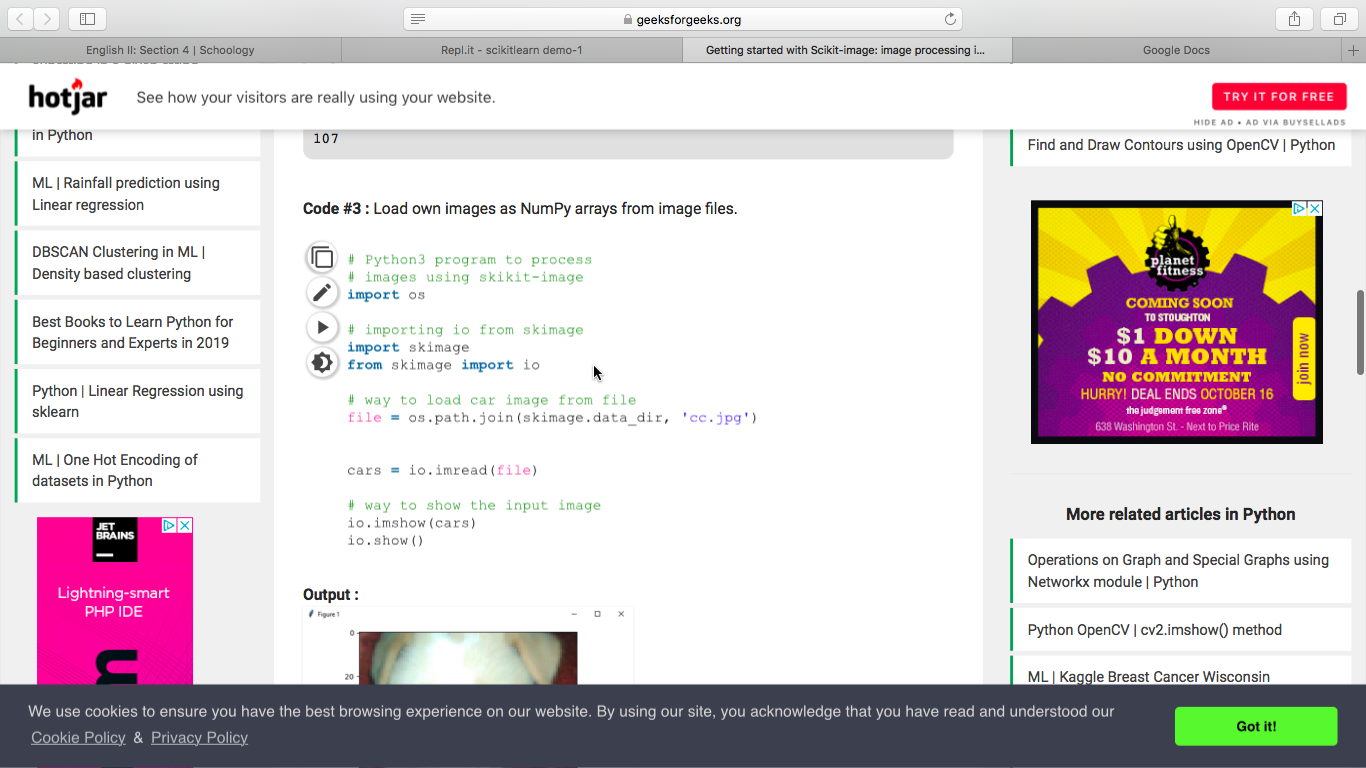 geeksforgeeks.org
English II: Section 4 | Schoology
Repl.it - scikitlearn demo-1
Getting started with Scikit-image: image processing i...
Google Docs
hotjar
See how your visitors are really using your website.
TRY IT FOR FREE
HIDE AD • AD VIA BUYSELLADS
in Python
ML | Rainfall prediction using
Linear regression
DBSCAN Clustering in ML |
Density based clustering
Best Books to Learn Python for
Beginners and Experts in 2019
Python | Linear Regression using
sklearn
ML | One Hot Encoding of
datasets in Python
JET
BRAINS
Lightning-smart
PHP IDE
107
Code #3 : Load own images as NumPy arrays from image files.
# Python3 program to process
# images using skikit-image
import os
# importing io from skimage
import skimage
from skimage import io
# way to load car image from file
file = os.path.join(skimage.data_dir, 'cc.jpg')
cars = io.imread(file)
# way to show the input image
io.imshow(cars)
io.show()
Output :
Figure 1
0
20
Find and Draw Contours using OpenCV | Python
planet
fitness
COMING SOON
TO STOUGHTON
$1 DOWN
$10 A MONTH
NO COMMITMENT
HURRY! DEAL ENDS OCTOBER 16
the judgement free zone®
638 Washington St. - Next to Price Rite
join now
More related articles in Python
Operations on Graph and Special Graphs using
Networkx module | Python
Python OpenCV | cv2.imshow() method
ML | Kaggle Breast Cancer Wisconsin
We use cookies to ensure you have the best browsing experience on our website. By using our site, you acknowledge that you have read and understood our
Cookie Policy & Privacy Policy
Got it!